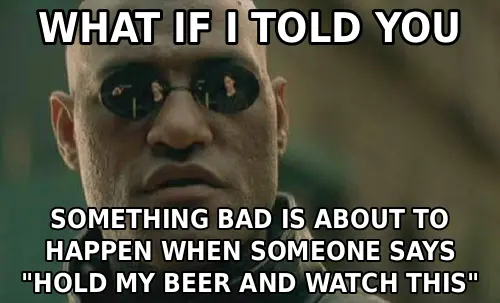 WHAT IF I TOLD YOU
SOMETHING BAD IS ABOUT TO
HAPPEN WHEN SOMEONE SAYS
"HOLD MY BEER AND WATCH THIS"